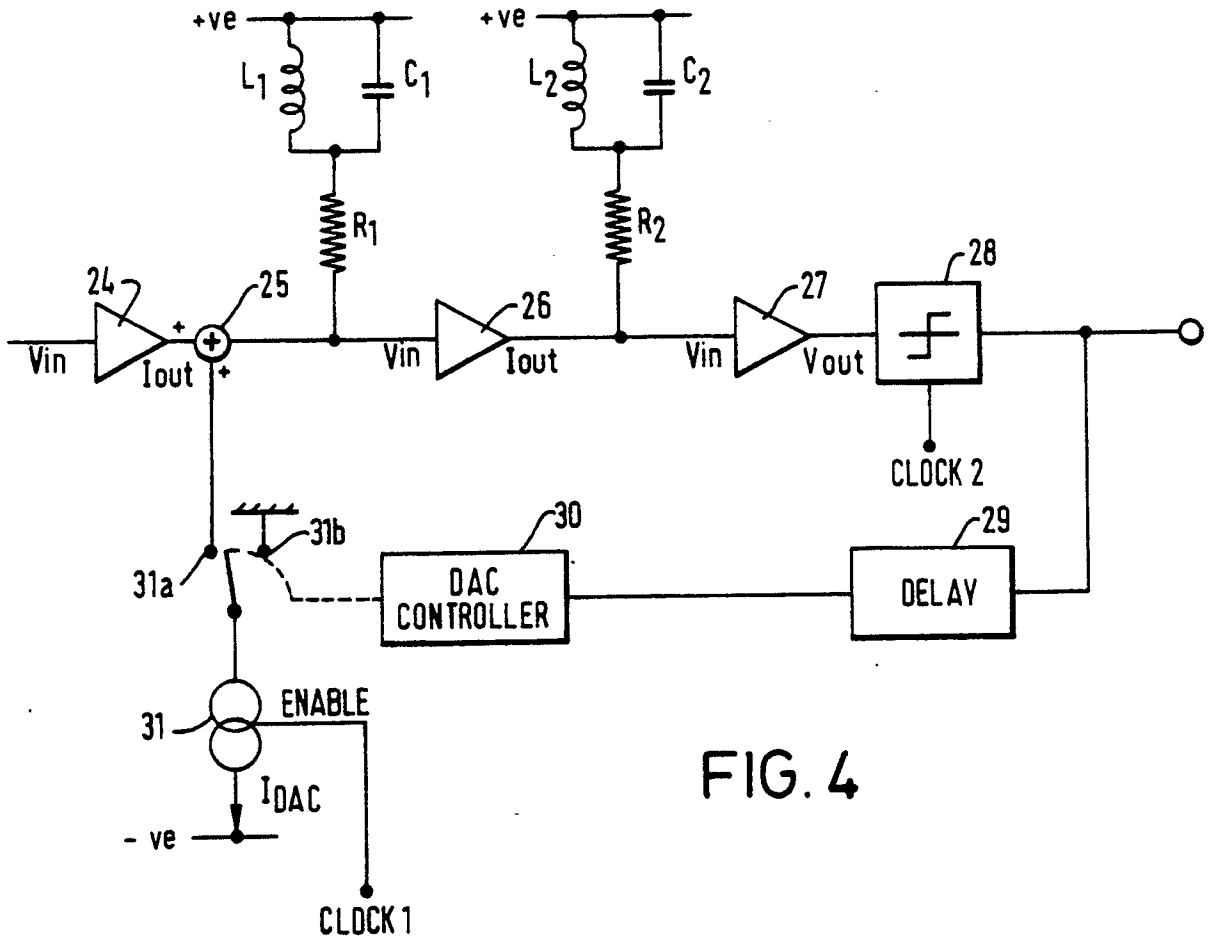 +ve
+ve
L1
C1
L2
C2
R1
R2
24
25
26
27
28
+
+
Vin
Iout
+
Vin
Iout
Vin
Vout
CLOCK 2
31b
30
29
31a
DAC
CONTROLLER
DELAY
31
ENABLE
IDAC
- ve
CLOCK 1
FIG. 4